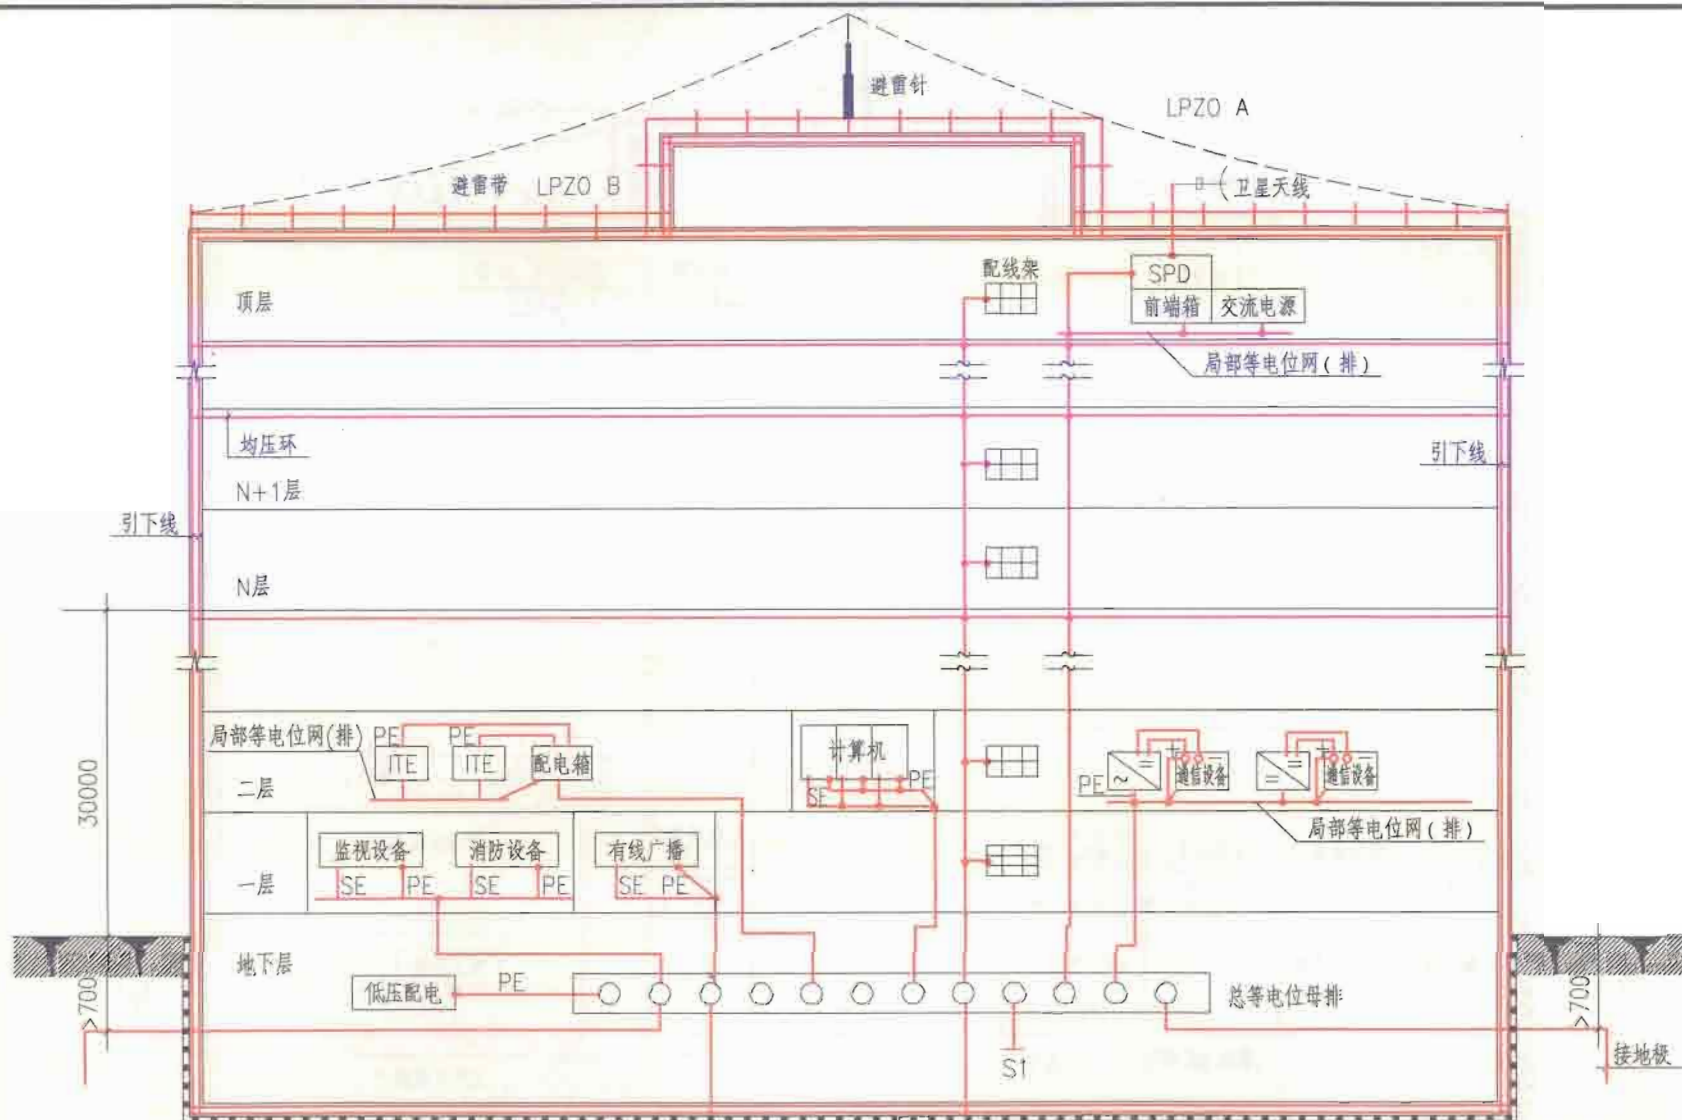 避雷针
LPZO A
避雷带 LPZO B
卫星天线
配线架
SPD
顶层
前端箱 交流电源
局部等电位网(排)
均压环
引下线
N+1层
引下线
N层
局部等电位网(排) PE PE
ITE ITE 配电箱
计算机
SE PE
二层
PE ~ = + - 通信设备
= = + - 通信设备
局部等电位网(排)
30000
监视设备 消防设备 有线广播
一层
SE PE SE PE SE PE
地下层
低压配电 PE
总等电位母排
>700
>700
S1
接地极